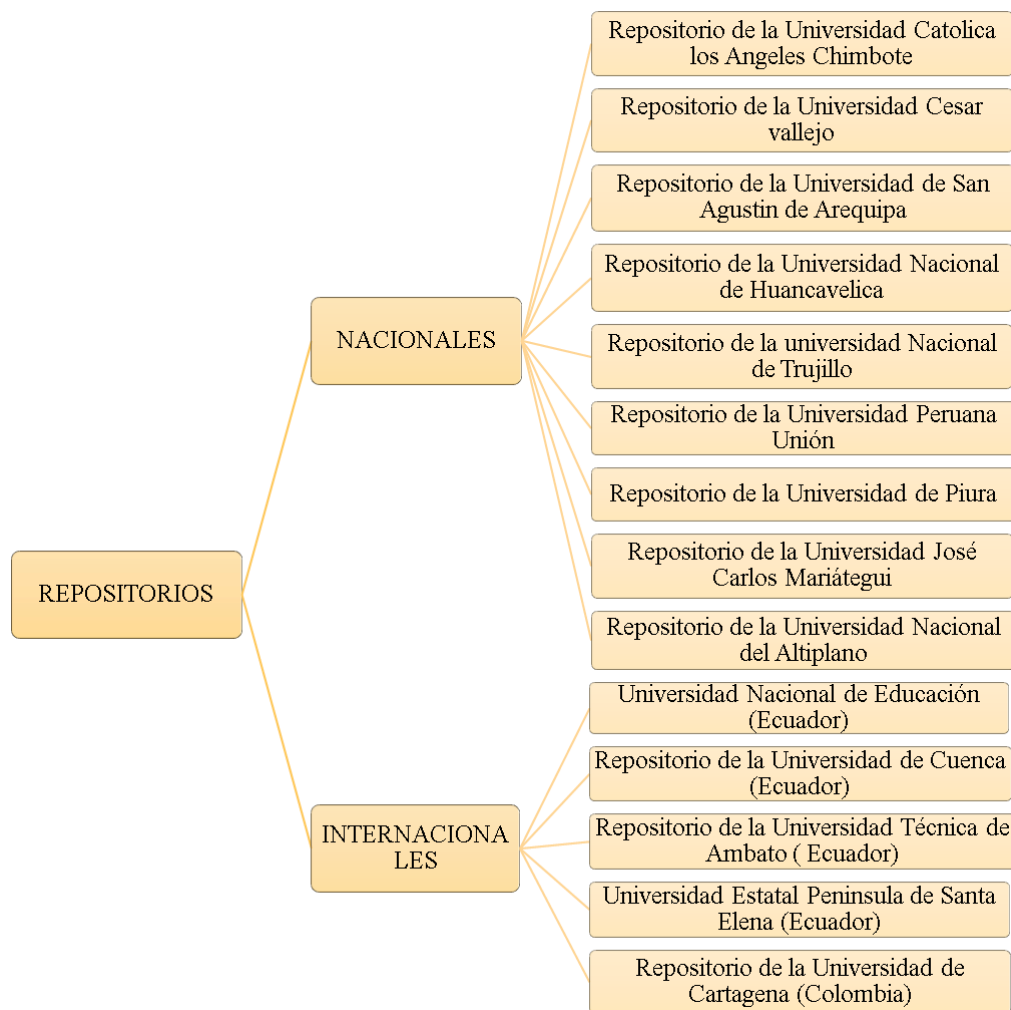 REPOSITORIOS
NACIONALES
Repositorio de la Universidad Catolica
los Angeles Chimbote
Repositorio de la Universidad Cesar
vallejo
Repositorio de la Universidad de San
Agustin de Arequipa
Repositorio de la Universidad Nacional
de Huancavelica
Repositorio de la universidad Nacional
de Trujillo
Repositorio de la Universidad Peruana
Unión
Repositorio de la Universidad de Piura
Repositorio de la Universidad José
Carlos Mariátegui
Repositorio de la Universidad Nacional
del Altiplano
INTERNACIONA
LES
Universidad Nacional de Educación
(Ecuador)
Repositorio de la Universidad de Cuenca
(Ecuador)
Repositorio de la Universidad Técnica de
Ambato ( Ecuador)
Universidad Estatal Peninsula de Santa
Elena (Ecuador)
Repositorio de la Universidad de
Cartagena (Colombia)